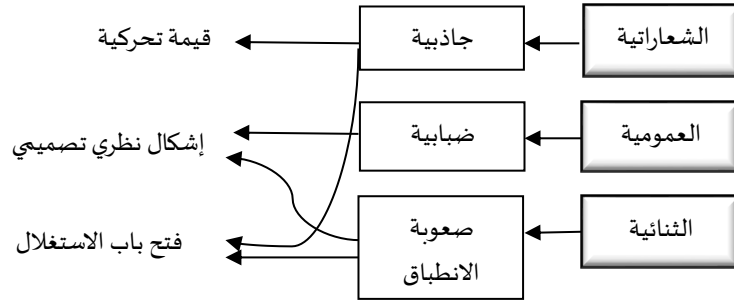 الشعاراتية
جاذبية
قيمة تحركية
العمومية
ضبابية
إشكال نظري تصميمي
الثنائية
صعوبة
الانطباق
فتح باب الاستغلال